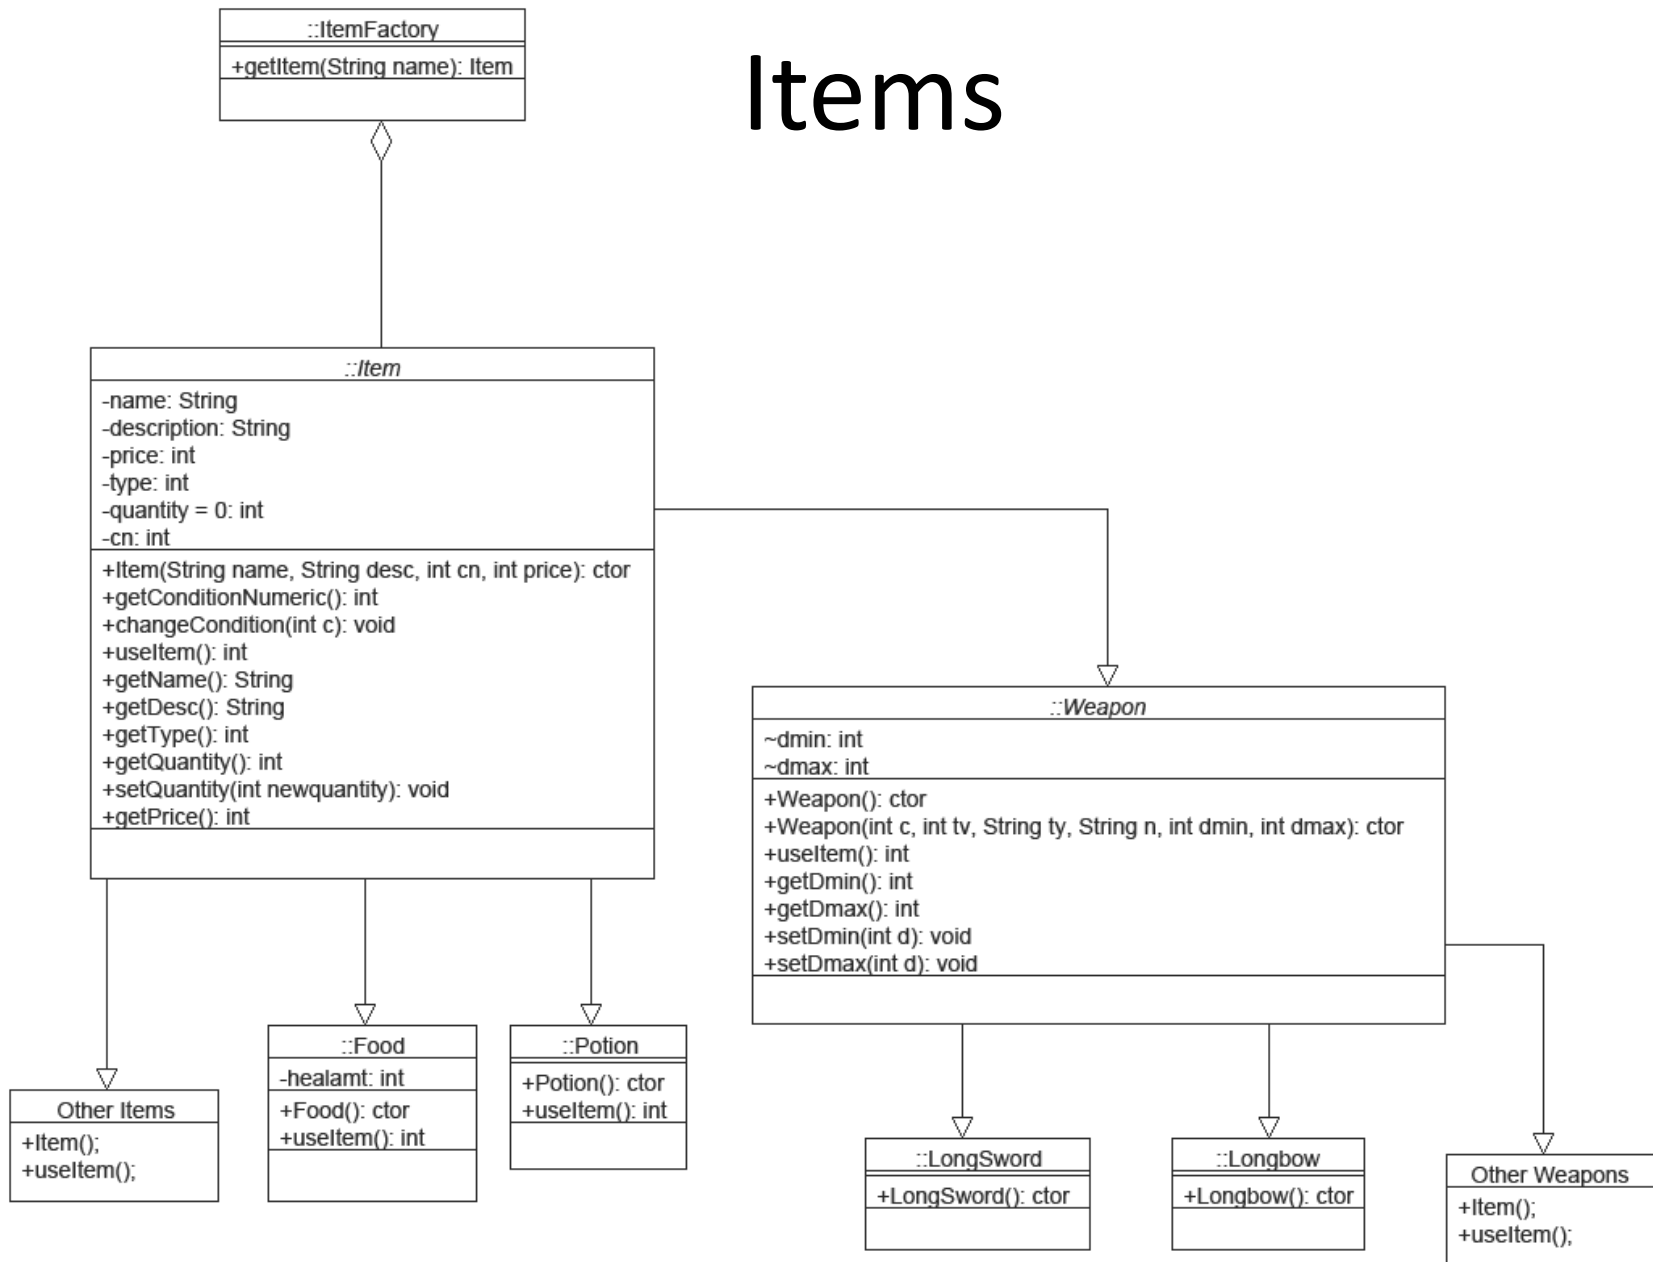 ::ItemFactory
+getItem(String name): Item
Items
::Item
-name: String
-description: String
-price: int
-type: int
-quantity = 0: int
-cn: int
+Item(String name, String desc, int cn, int price): ctor
+getConditionNumeric(): int
+changeCondition(int c): void
+useItem(): int
+getName(): String
+getDesc(): String
+getType(): int
+getQuantity(): int
+setQuantity(int newquantity): void
+getPrice(): int
::Weapon
~dmin: int
~dmax: int
+Weapon(): ctor
+Weapon(int c, int tv, String ty, String n, int dmin, int dmax): ctor
+useItem(): int
+getDmin(): int
+getDmax(): int
+setDmin(int d): void
+setDmax(int d): void
Other Items
+Item();
+useItem();
::Food
-healamt: int
+Food(): ctor
+useItem(): int
::Potion
+Potion(): ctor
+useItem(): int
::LongSword
+LongSword(): ctor
::Longbow
+Longbow(): ctor
Other Weapons
+Item();
+useItem();